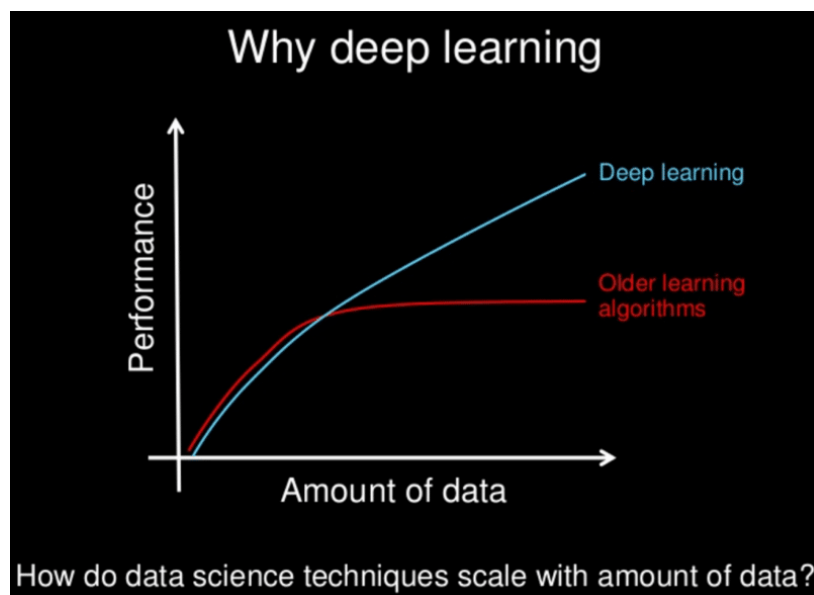 Why deep learning
Performance
Deep learning
Older learning
algorithms
Amount of data
How do data science techniques scale with amount of data?